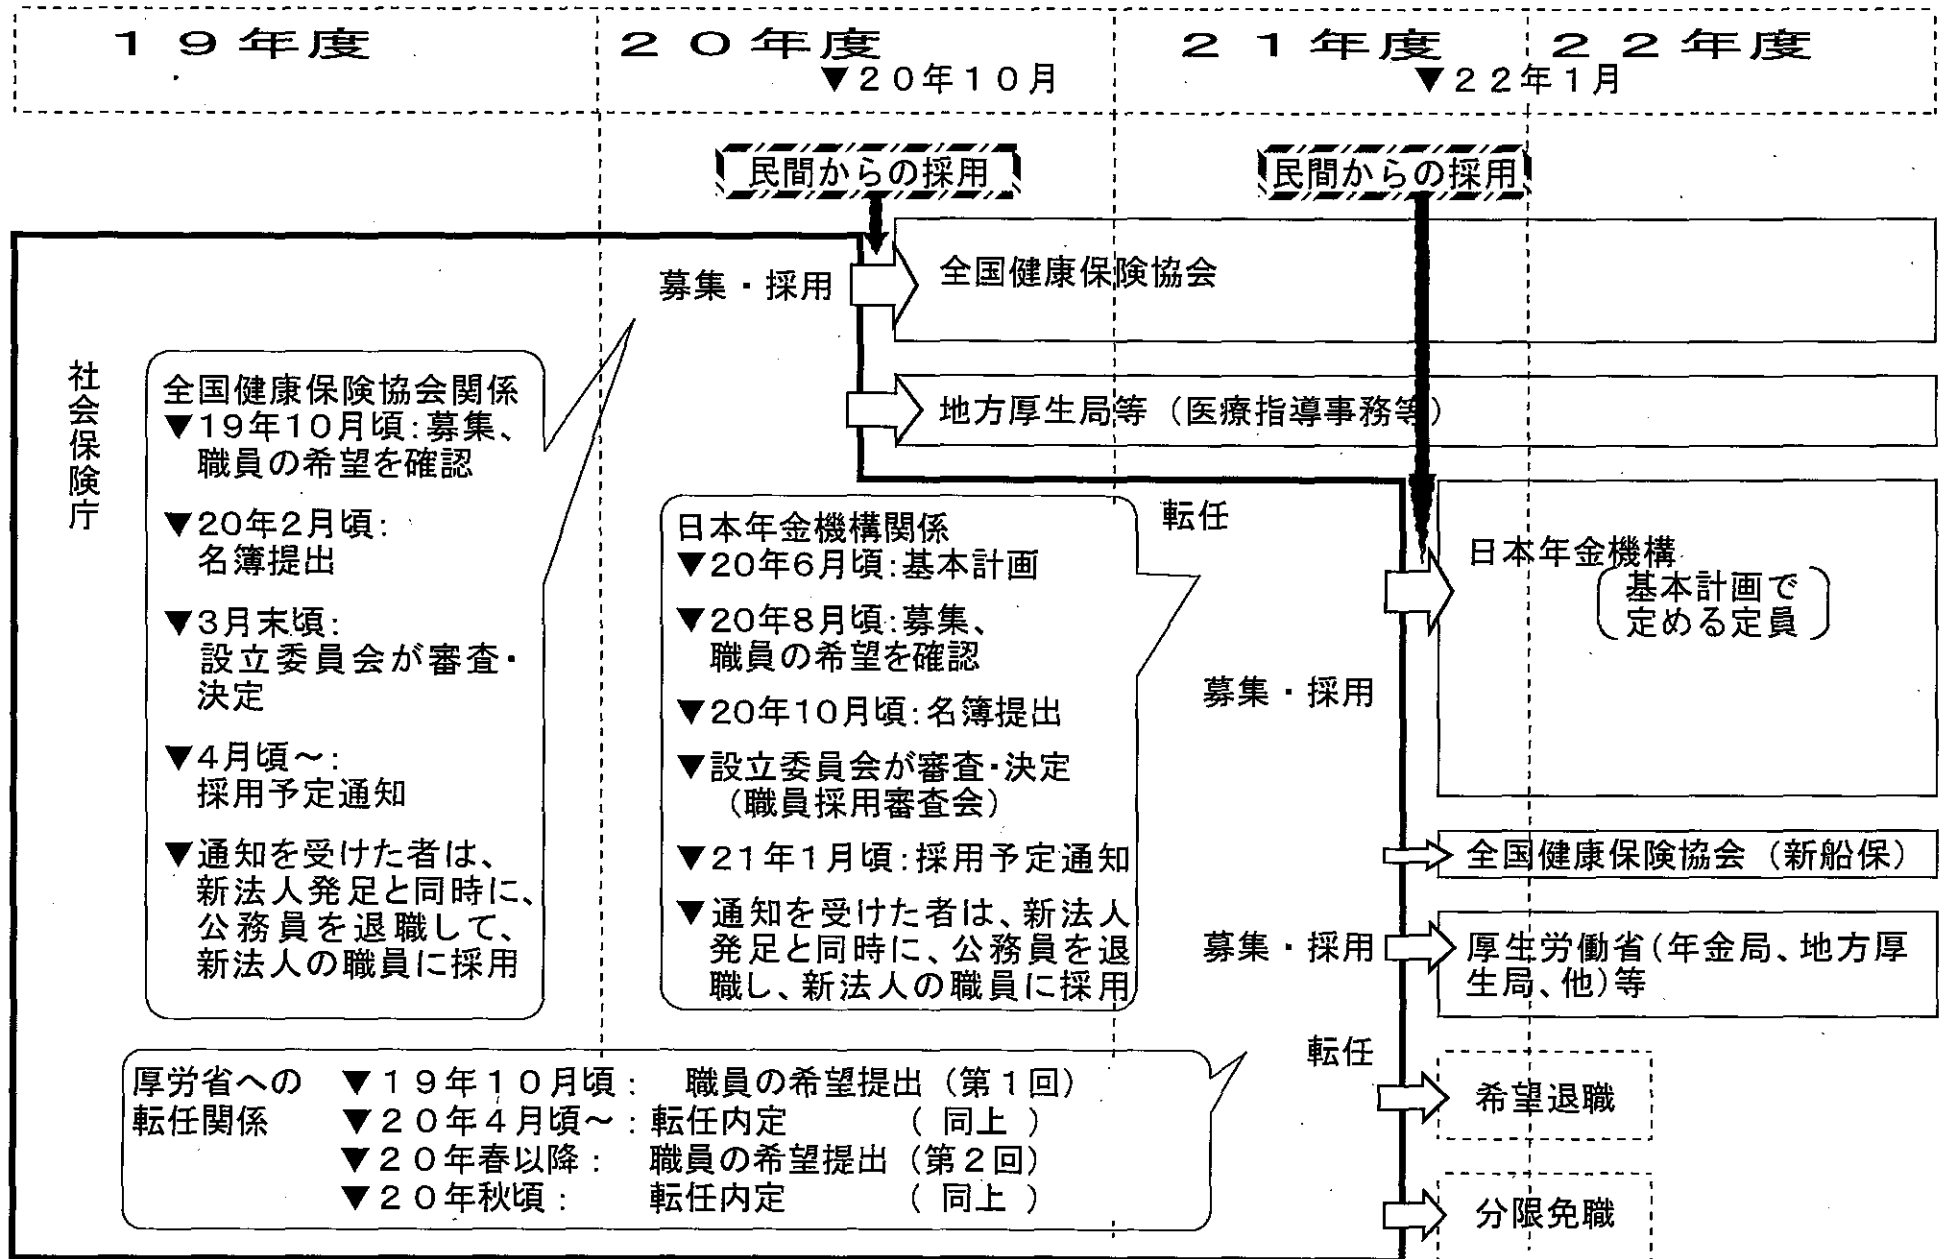 １９年度
２０年度
２１年度
２２年度
▼２０年１０月
▼２２年１月
民間からの採用
民間からの採用
募集・採用
全国健康保険協会
地方厚生局等（医療指導事務等）
社会保険庁
全国健康保険協会関係
▼19年10月頃：募集、
職員の希望を確認
▼20年2月頃：
名簿提出
▼3月末頃：
設立委員会が審査・
決定
▼4月頃～：
採用予定通知
▼通知を受けた者は、
新法人発足と同時に、
公務員を退職して、
新法人の職員に採用
日本年金機構関係
▼20年6月頃：基本計画
▼20年8月頃：募集、
職員の希望を確認
▼20年10月頃：名簿提出
▼設立委員会が審査・決定
（職員採用審査会）
▼21年1月頃：採用予定通知
▼通知を受けた者は、新法人
発足と同時に、公務員を退
職し、新法人の職員に採用
転任
募集・採用
日本年金機構
（基本計画で
定める定員）
全国健康保険協会（新船保）
募集・採用
厚生労働省（年金局、地方厚
生局、他）等
転任
希望退職
分限免職
厚労省への
転任関係
▼１９年１０月頃： 職員の希望提出（第１回）
▼２０年４月頃～：転任内定 （同上）
▼２０年春以降： 職員の希望提出（第２回）
▼２０年秋頃： 転任内定 （同上）